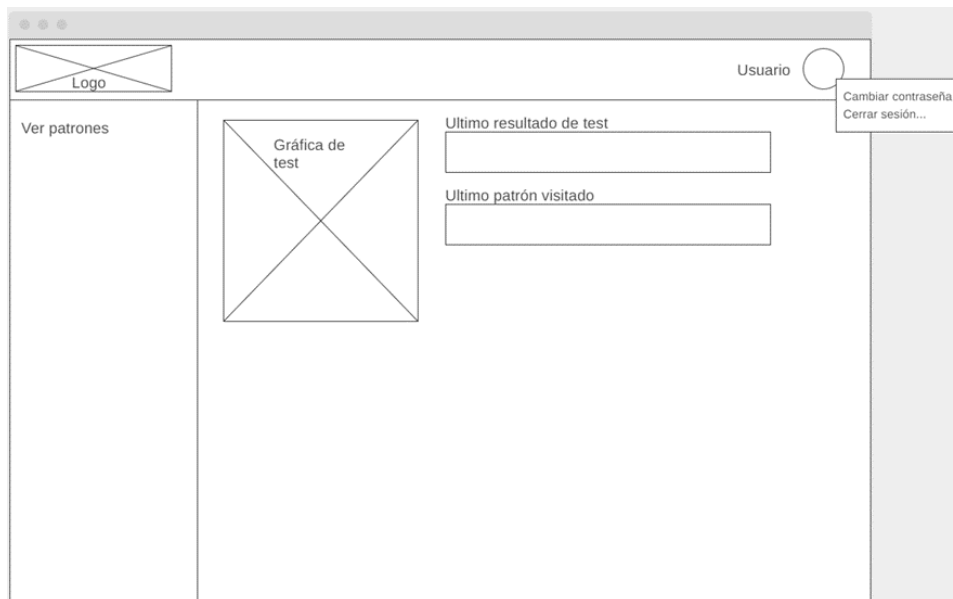 Logo
Usuario
Cambiar contraseña
Cerrar sesión...
Ver patrones
Gráfica de
test
Ultimo resultado de test
Ultimo patrón visitado